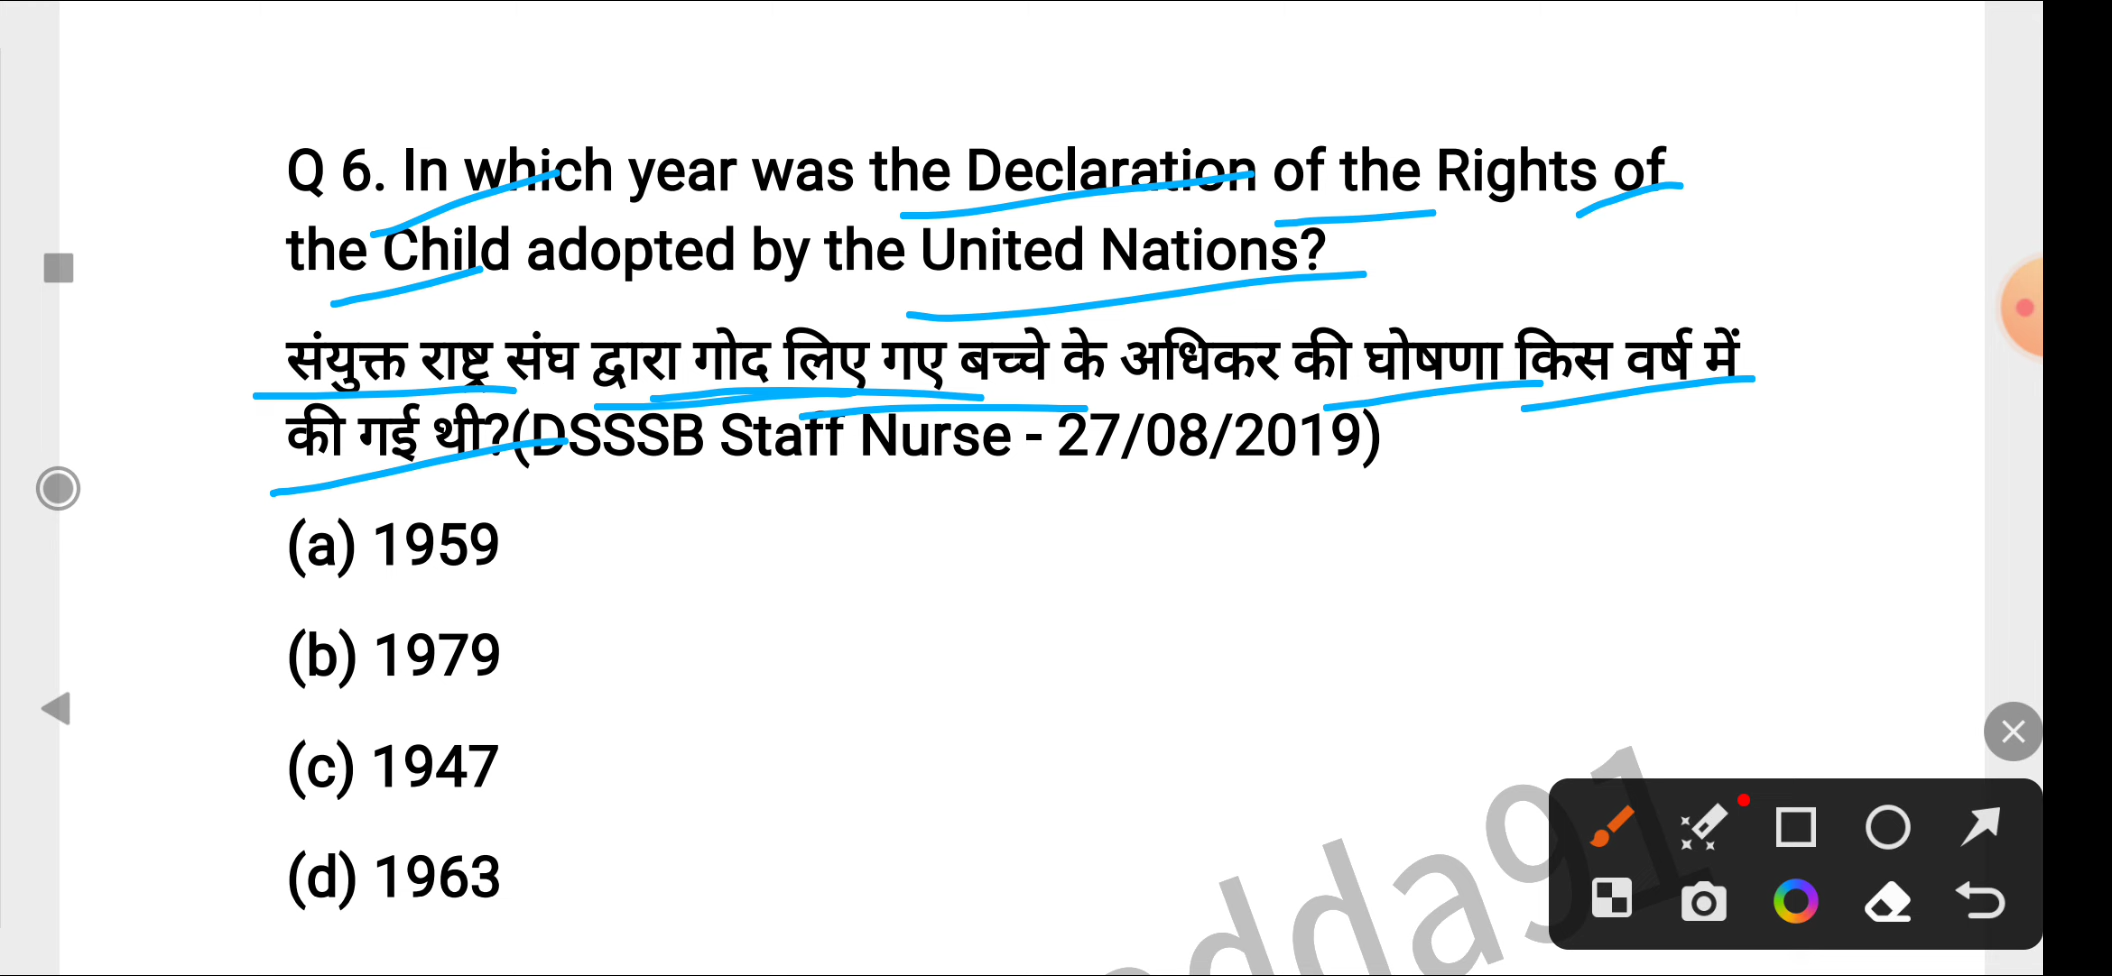 Q 6. In which year was the Declaration of the Rights of
the Child adopted by the United Nations?
संयुक्त राष्ट्र संघ द्वारा गोद लिए गए बच्चे के अधिकर की घोषणा किस वर्ष में
की गई थी?(DSSSB Staff Nurse - 27/08/2019)
(a) 1959
(b) 1979
(c) 1947
(d) 1963